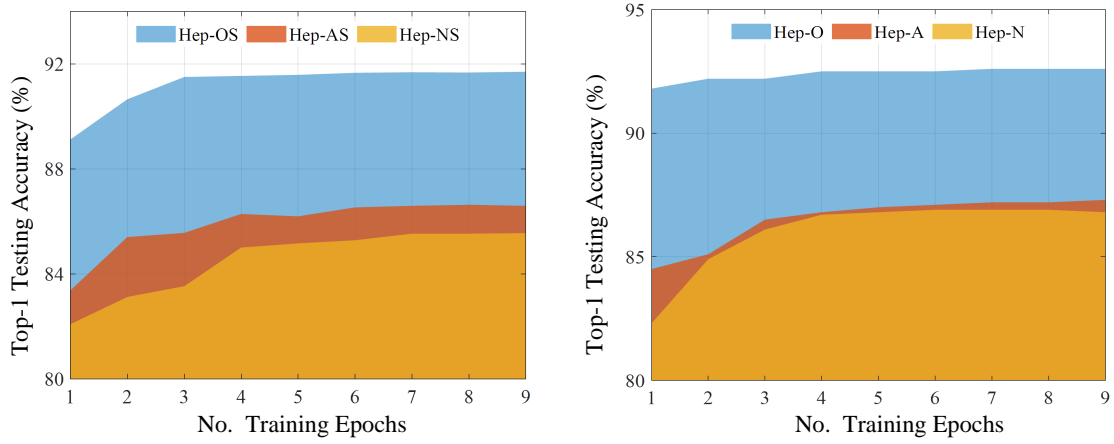 Hep-OS Hep-AS Hep-NS
Top-1 Testing Accuracy (%)
92
88
84
80
1 2 3 4 5 6 7 8 9
No. Training Epochs
95
Hep-O Hep-A Hep-N
Top-1 Testing Accuracy (%)
90
85
80
1 2 3 4 5 6 7 8 9
No. Training Epochs